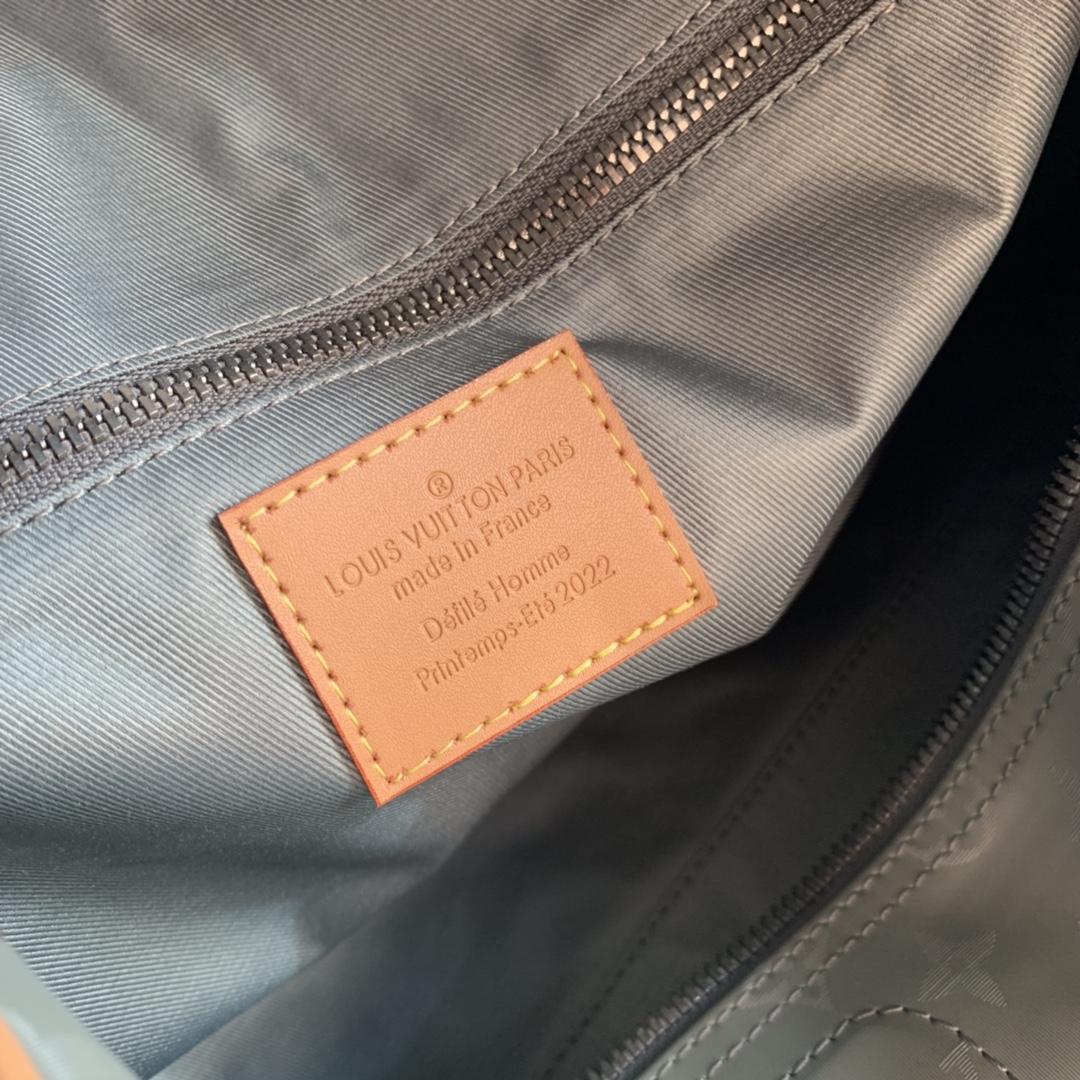 ®
LOUIS VUITTON PARIS
made in France
Défilé Homme
Printemps-Eté 2022